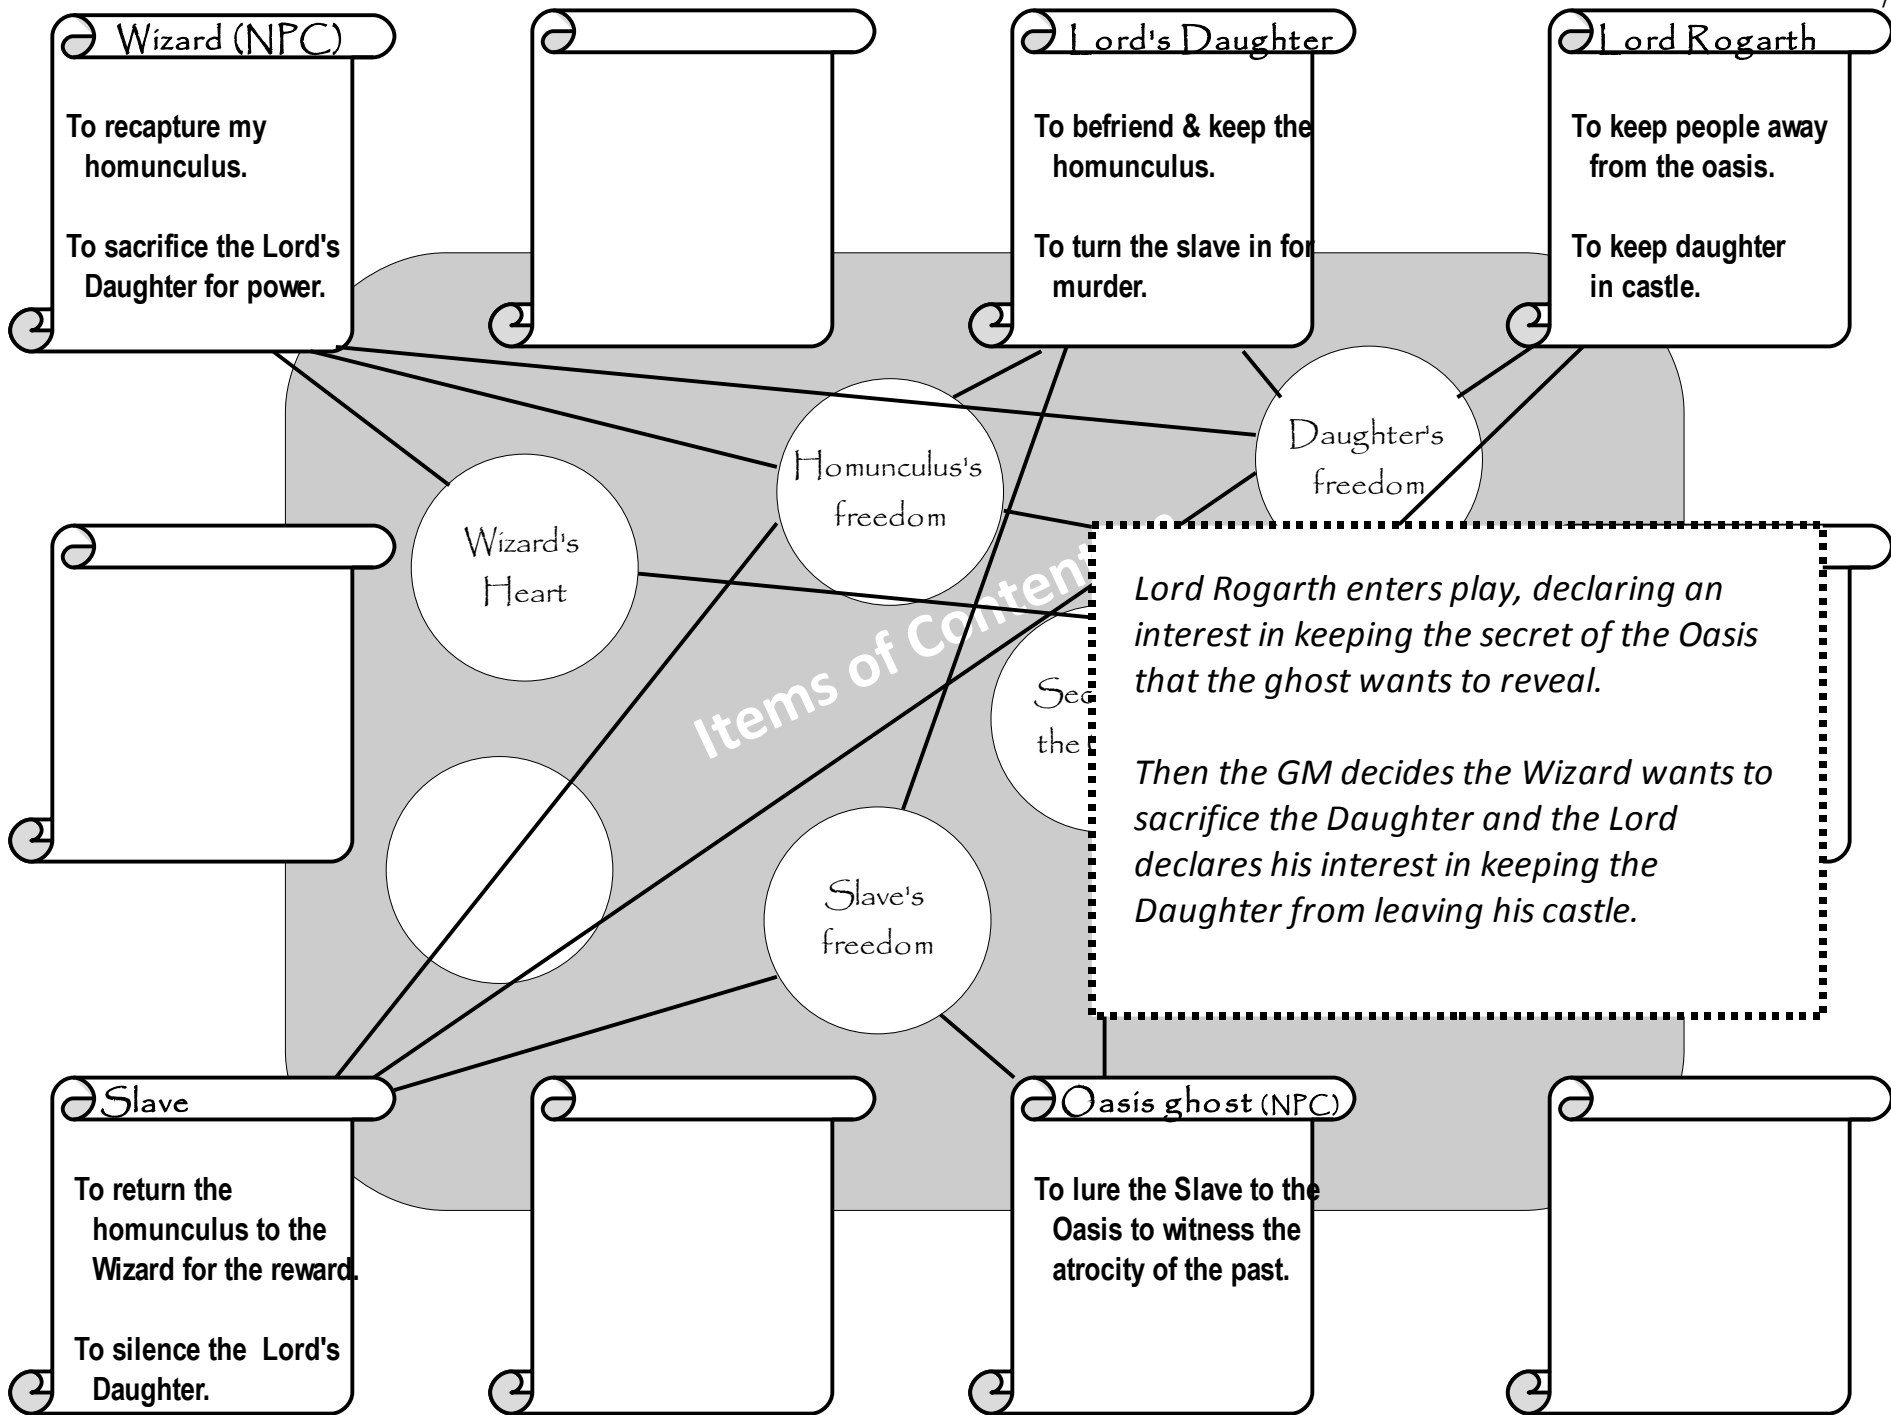 Wizard (NPC)
To recapture my
homunculus.
To sacrifice the Lord's
Daughter for power.
Lord's Daughter
To befriend & keep the
homunculus.
To turn the slave in for
murder.
Lord Rogarth
To keep people away
from the oasis.
To keep daughter
in castle.
Wizard's
Heart
Homunculus's
freedom
Daughter's
freedom
Items of
the
Slave's
freedom
Lord Rogarth enters play, declaring an
interest in keeping the secret of the Oasis
that the ghost wants to reveal.
Then the GM decides the Wizard wants to
sacrifice the Daughter and the Lord
declares his interest in keeping the
Daughter from leaving his castle.
Slave
To return the
homunculus to the
Wizard for the reward.
To silence the Lord's
Daughter.
Oasis ghost (NPC)
To lure the Slave to the
Oasis to witness the
atrocity of the past.